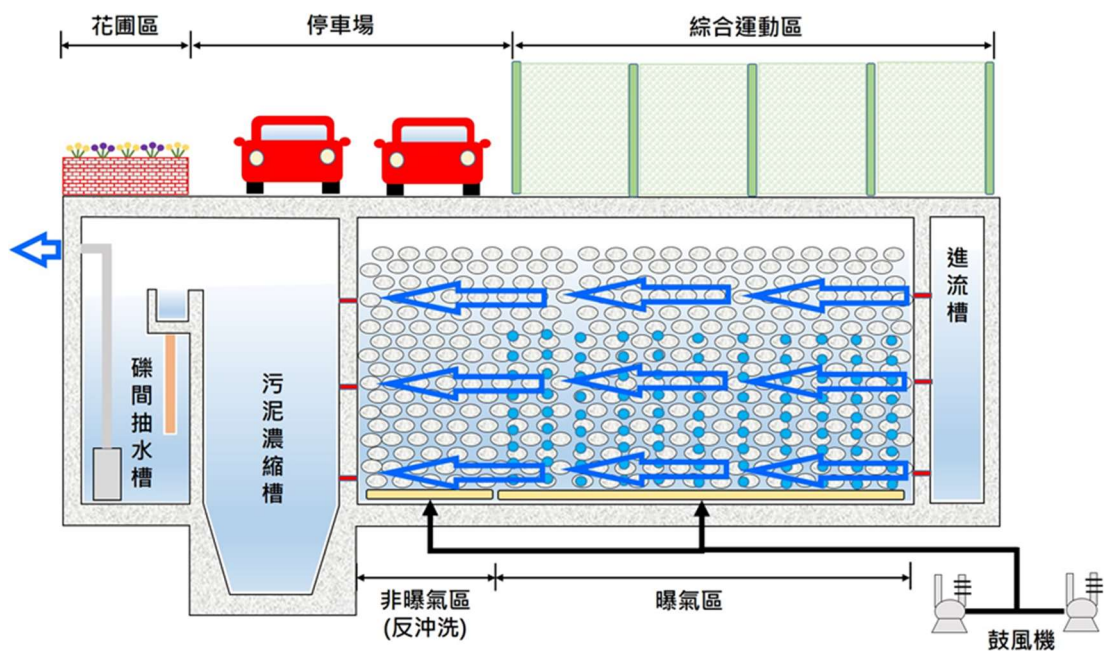 花圃區
停車場
綜合運動區
進流槽
礫間抽水槽
污泥濃縮槽
非曝氣區
(反沖洗)
曝氣區
鼓風機